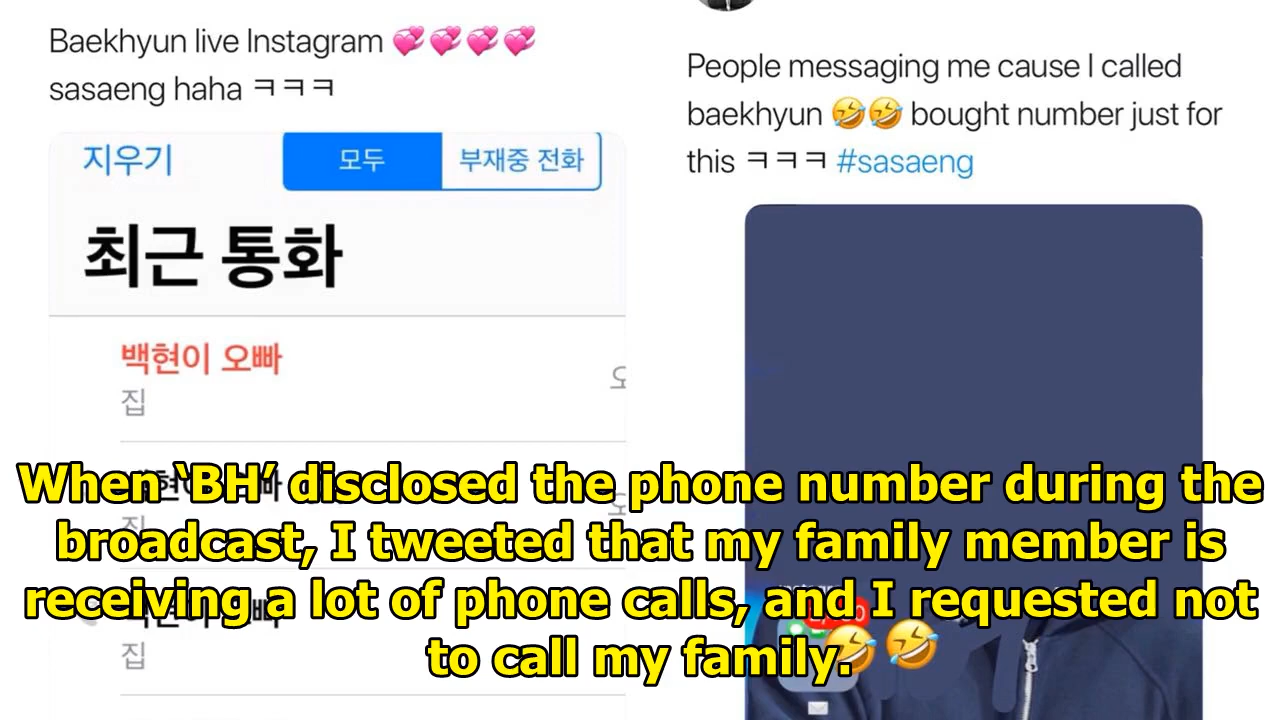 Baekhyun live Instagram 💞💞💞💞
sasaeng haha ㅋㅋㅋ
지우기
모두
부재중 전화
최근 통화
백현이 오빠
집
집
People messaging me cause I called
baekhyun 🤣🤣 bought number just for
this ㅋㅋㅋ #sasaeng
When ‘BH’ disclosed the phone number during the
broadcast, I tweeted that my family member is
receiving a lot of phone calls, and I requested not
to call my family.